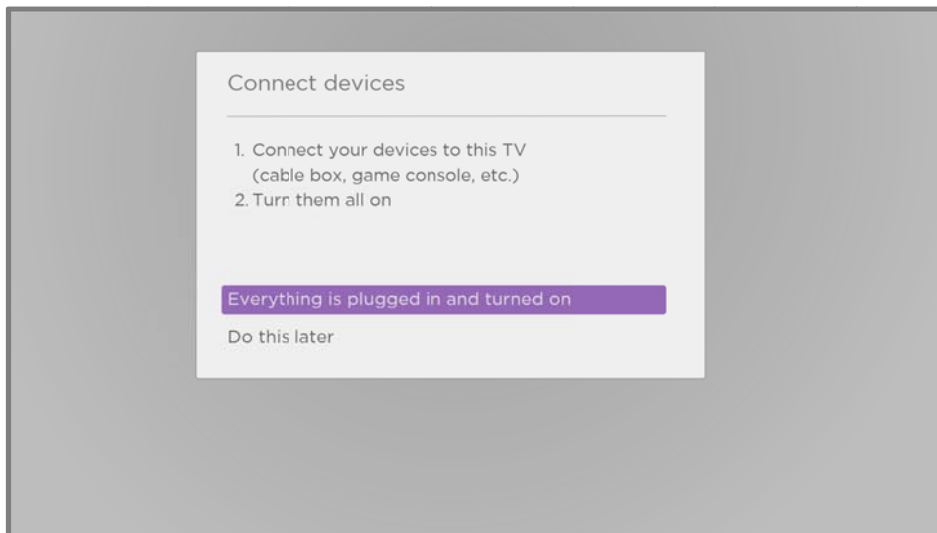 Connect devices
1. Connect your devices to this TV
(cable box, game console, etc.)
2. Turn them all on
Everything is plugged in and turned on
Do this later